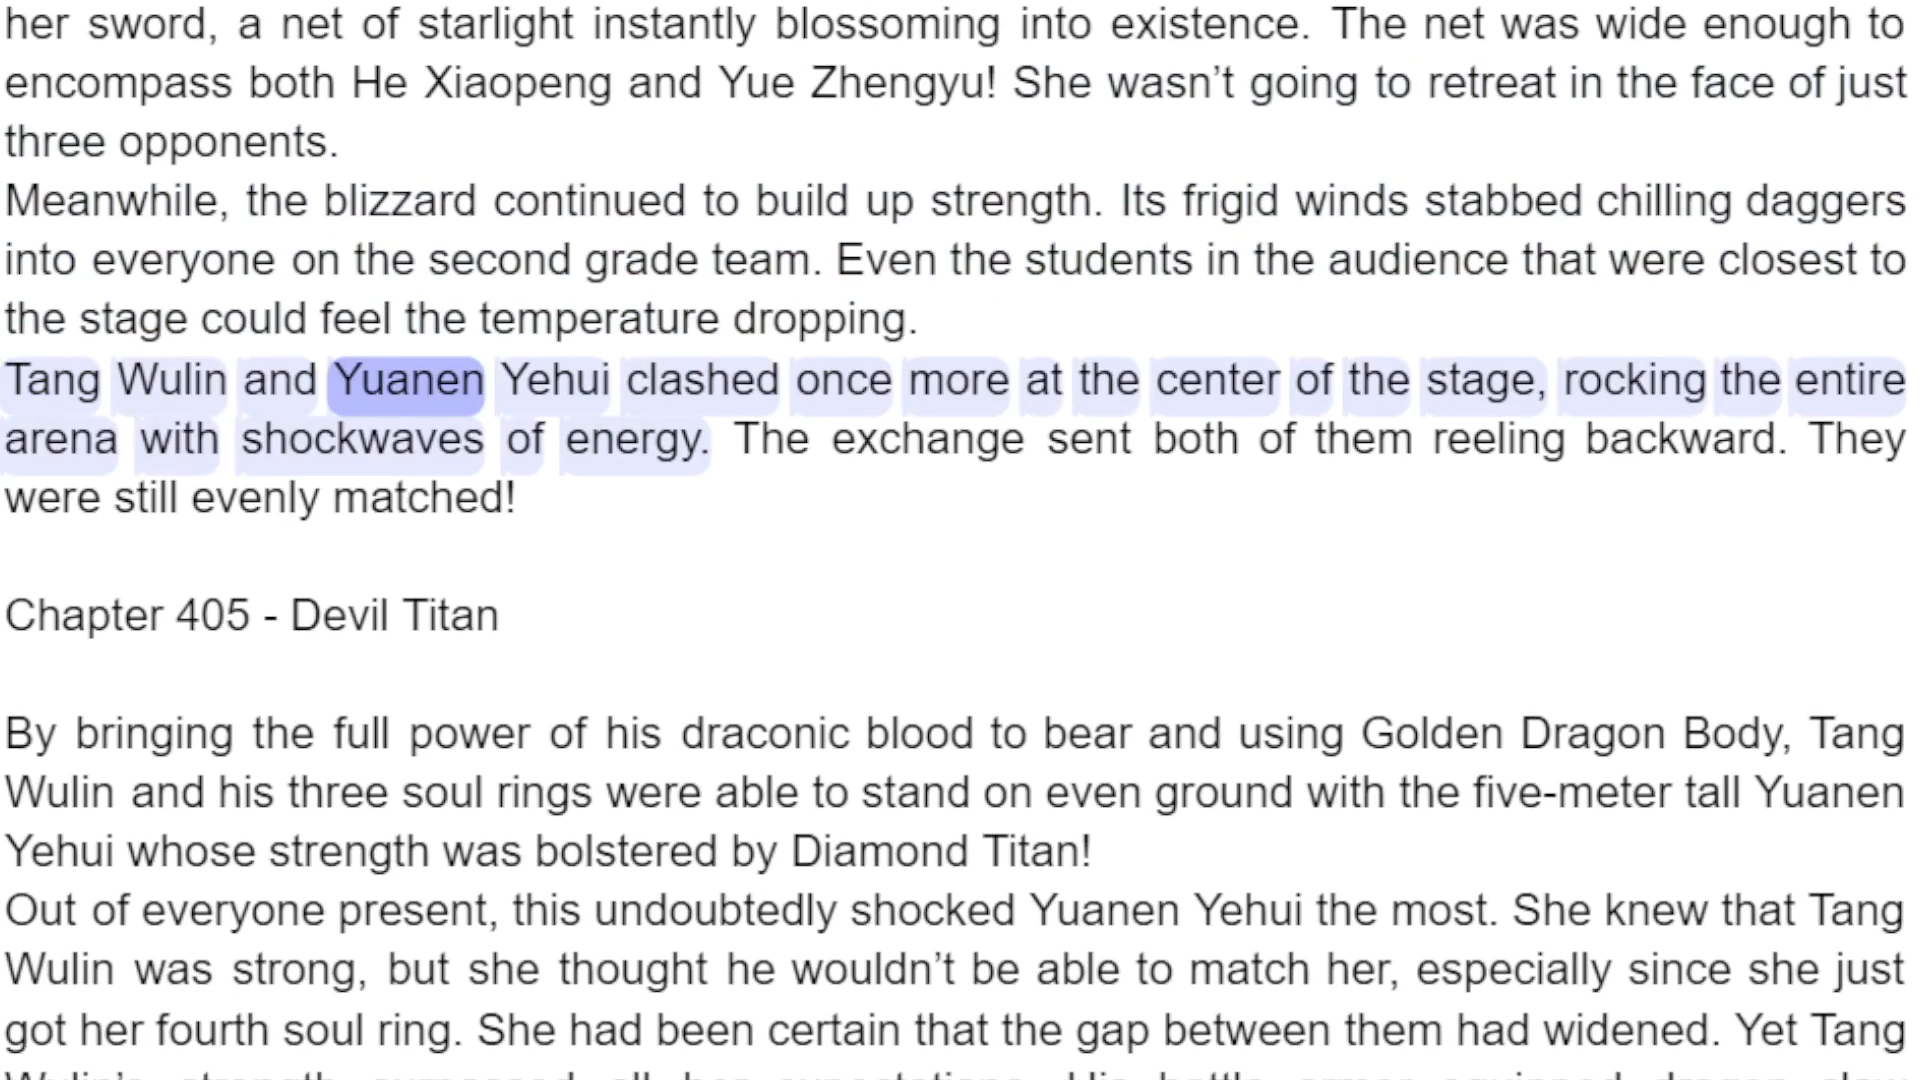 her sword, a net of starlight instantly blossoming into existence. The net was wide enough to
encompass both He Xiaopeng and Yue Zhengyu! She wasn’t going to retreat in the face of just
three opponents.
Meanwhile, the blizzard continued to build up strength. Its frigid winds stabbed chilling daggers
into everyone on the second grade team. Even the students in the audience that were closest to
the stage could feel the temperature dropping.
Tang Wulin and Yuanen Yehui clashed once more at the center of the stage, rocking the entire
arena with shockwaves of energy. The exchange sent both of them reeling backward. They
were still evenly matched!
Chapter 405 - Devil Titan
By bringing the full power of his draconic blood to bear and using Golden Dragon Body, Tang
Wulin and his three soul rings were able to stand on even ground with the five-meter tall Yuanen
Yehui whose strength was bolstered by Diamond Titan!
Out of everyone present, this undoubtedly shocked Yuanen Yehui the most. She knew that Tang
Wulin was strong, but she thought he wouldn’t be able to match her, especially since she just
got her fourth soul ring. She had been certain that the gap between them had widened. Yet Tang